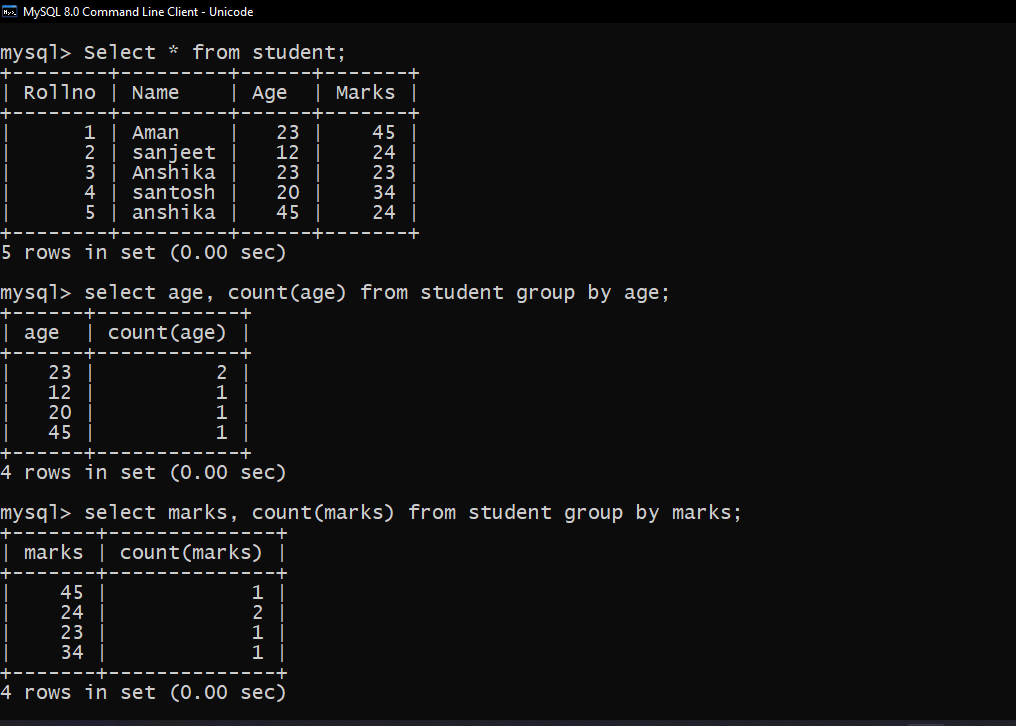 MySQL 8.0 Command Line Client - Unicode
mysql> Select * from student;
+--------+---------+------+-------+
| Rollno | Name    | Age  | Marks |
+--------+---------+------+-------+
|      1 | Aman    |   23 |    45 |
|      2 | sanjeet |   12 |    24 |
|      3 | Anshika |   23 |    23 |
|      4 | santosh |   20 |    34 |
|      5 | anshika |   45 |    24 |
+--------+---------+------+-------+
5 rows in set (0.00 sec)
mysql> select age, count(age) from student group by age;
+------+------------+
| age  | count(age) |
+------+------------+
|   23 |          2 |
|   12 |          1 |
|   20 |          1 |
|   45 |          1 |
+------+------------+
4 rows in set (0.00 sec)
mysql> select marks, count(marks) from student group by marks;
+-------+--------------+
| marks | count(marks) |
+-------+--------------+
|    45 |            1 |
|    24 |            2 |
|    23 |            1 |
|    34 |            1 |
+-------+--------------+
4 rows in set (0.00 sec)